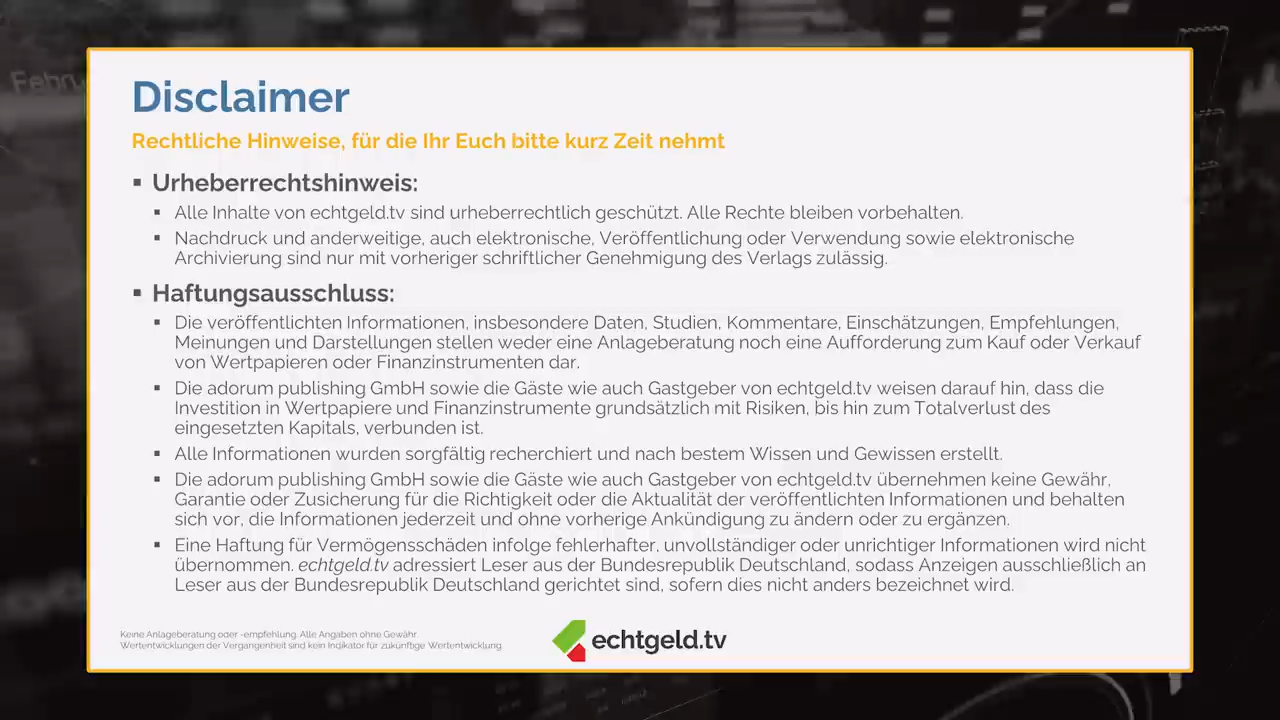 Februa
Disclaimer
Rechtliche Hinweise, für die Ihr Euch bitte kurz Zeit nehmt
▪ Urheberrechtshinweis:
▪ Alle Inhalte von echtgeld.tv sind urheberrechtlich geschützt. Alle Rechte bleiben vorbehalten.
▪ Nachdruck und anderweitige, auch elektronische, Veröffentlichung oder Verwendung sowie elektronische
Archivierung sind nur mit vorheriger schriftlicher Genehmigung des Verlags zulässig.
▪ Haftungsausschluss:
▪ Die veröffentlichten Informationen, insbesondere Daten, Studien, Kommentare, Einschätzungen, Empfehlungen,
Meinungen und Darstellungen stellen weder eine Anlageberatung noch eine Aufforderung zum Kauf oder Verkauf
von Wertpapieren oder Finanzinstrumenten dar.
▪ Die adorum publishing GmbH sowie die Gäste wie auch Gastgeber von echtgeld.tv weisen darauf hin, dass die
Investition in Wertpapiere und Finanzinstrumente grundsätzlich mit Risiken, bis hin zum Totalverlust des
eingesetzten Kapitals, verbunden ist.
▪ Alle Informationen wurden sorgfältig recherchiert und nach bestem Wissen und Gewissen erstellt.
▪ Die adorum publishing GmbH sowie die Gäste wie auch Gastgeber von echtgeld.tv übernehmen keine Gewähr,
Garantie oder Zusicherung für die Richtigkeit oder die Aktualität der veröffentlichten Informationen und behalten
sich vor, die Informationen jederzeit und ohne vorherige Ankündigung zu ändern oder zu ergänzen.
▪ Eine Haftung für Vermögensschäden infolge fehlerhafter, unvollständiger oder unrichtiger Informationen wird nicht
übernommen. echtgeld.tv adressiert Leser aus der Bundesrepublik Deutschland, sodass Anzeigen ausschließlich an
Leser aus der Bundesrepublik Deutschland gerichtet sind, sofern dies nicht anders bezeichnet wird.
Keine Anlageberatung oder -empfehlung. Alle Angaben ohne Gewähr.
Wertentwicklungen der Vergangenheit sind kein Indikator für zukünftige Wertentwicklung.
echtgeld.tv